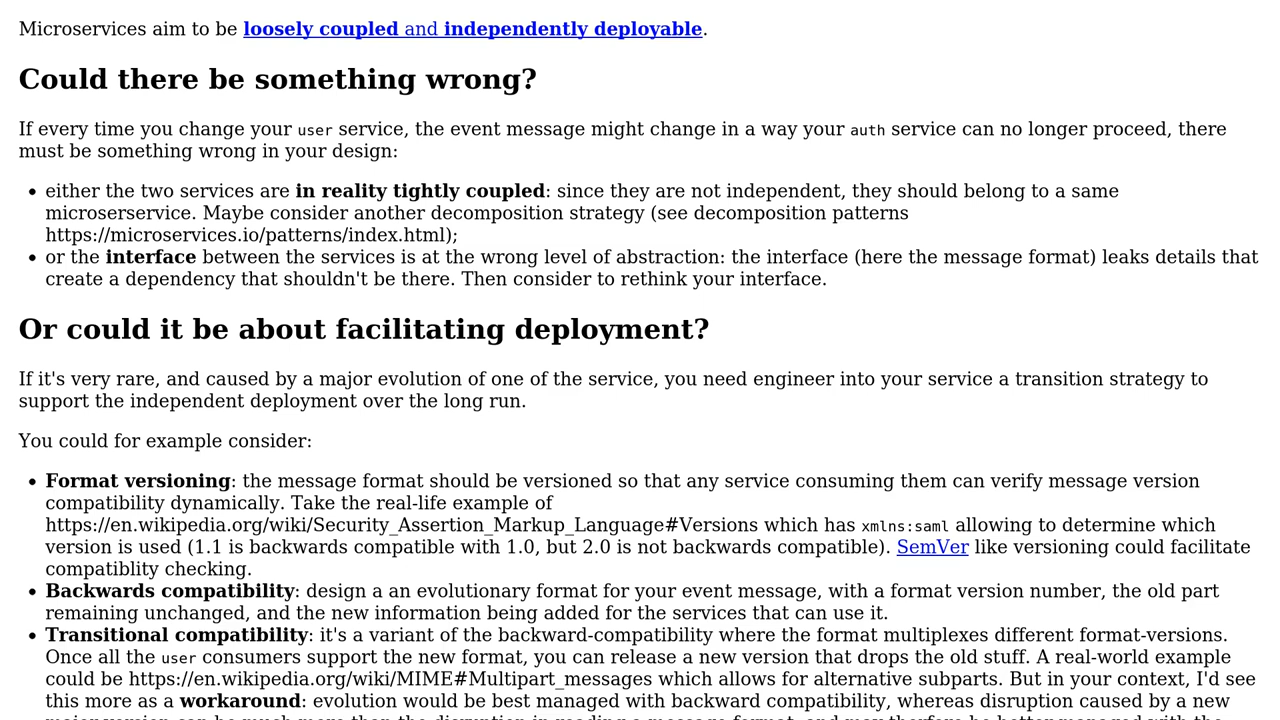 Microservices aim to be loosely coupled and independently deployable.
Could there be something wrong?
If every time you change your user service, the event message might change in a way your auth service can no longer proceed, there
must be something wrong in your design:
• either the two services are in reality tightly coupled: since they are not independent, they should belong to a same
microserservice. Maybe consider another decomposition strategy (see decomposition patterns
https://microservices.io/patterns/index.html);
• or the interface between the services is at the wrong level of abstraction: the interface (here the message format) leaks details that
create a dependency that shouldn't be there. Then consider to rethink your interface.
Or could it be about facilitating deployment?
If it's very rare, and caused by a major evolution of one of the service, you need engineer into your service a transition strategy to
support the independent deployment over the long run.
You could for example consider:
• Format versioning: the message format should be versioned so that any service consuming them can verify message version
compatibility dynamically. Take the real-life example of
https://en.wikipedia.org/wiki/Security_Assertion_Markup_Language#Versions which has xmlns:saml allowing to determine which
version is used (1.1 is backwards compatible with 1.0, but 2.0 is not backwards compatible). SemVer like versioning could facilitate
compatiblity checking.
• Backwards compatibility: design a an evolutionary format for your event message, with a format version number, the old part
remaining unchanged, and the new information being added for the services that can use it.
• Transitional compatibility: it's a variant of the backward-compatibility where the format multiplexes different format-versions.
Once all the user consumers support the new format, you can release a new version that drops the old stuff. A real-world example
could be https://en.wikipedia.org/wiki/MIME#Multipart_messages which allows for alternative subparts. But in your context, I'd see
this more as a workaround: evolution would be best managed with backward compatibility, whereas disruption caused by a new